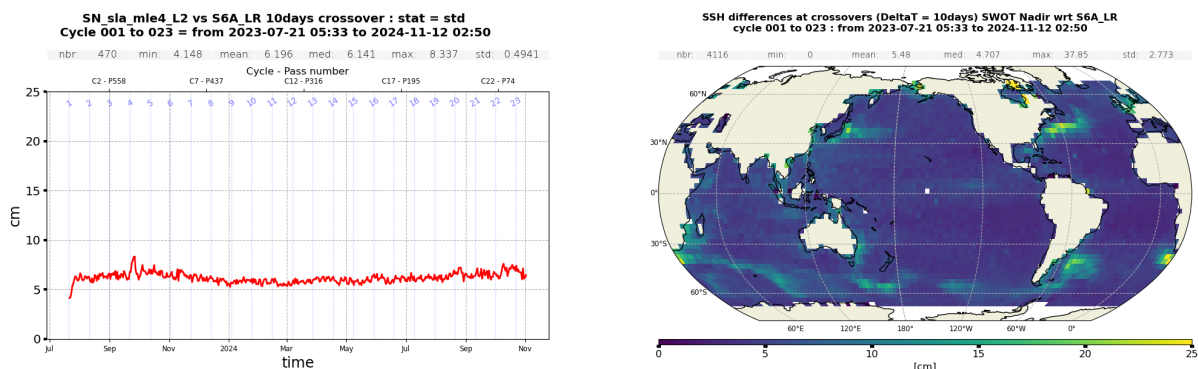 SN_sla_mle4_L2 vs S6A_LR 10days crossover : stat = std
Cycle 001 to 023 = from 2023-07-21 05:33 to 2024-11-12 02:50
nbr: 470 min: 4.148 mean: 6.196 med: 6.141 max: 8.337 std: 0.4941
Cycle - Pass number
C2 - P558 C7 - P437 C12 - P316 C17 - P195 C22 - P74
1 2 3 4 5 6 7 8 9 10 11 12 13 14 15 16 17 18 19 20 21 22 23
25
20
15
10
5
0
cm
Jul Sep Nov 2024 Mar May Jul Sep Nov
time
SSH differences at crossovers (DeltaT = 10days) SWOT Nadir wrt S6A_LR
cycle 001 to 023 : from 2023-07-21 05:33 to 2024-11-12 02:50
nbr: 4116 min: 0 mean: 5.48 med: 4.707 max: 37.85 std: 2.773
60°N
30°N
0°
30°S
60°S
60°E 120°E 180° 120°W 60°W 0°
0 5 10 15 20 25
[cm]